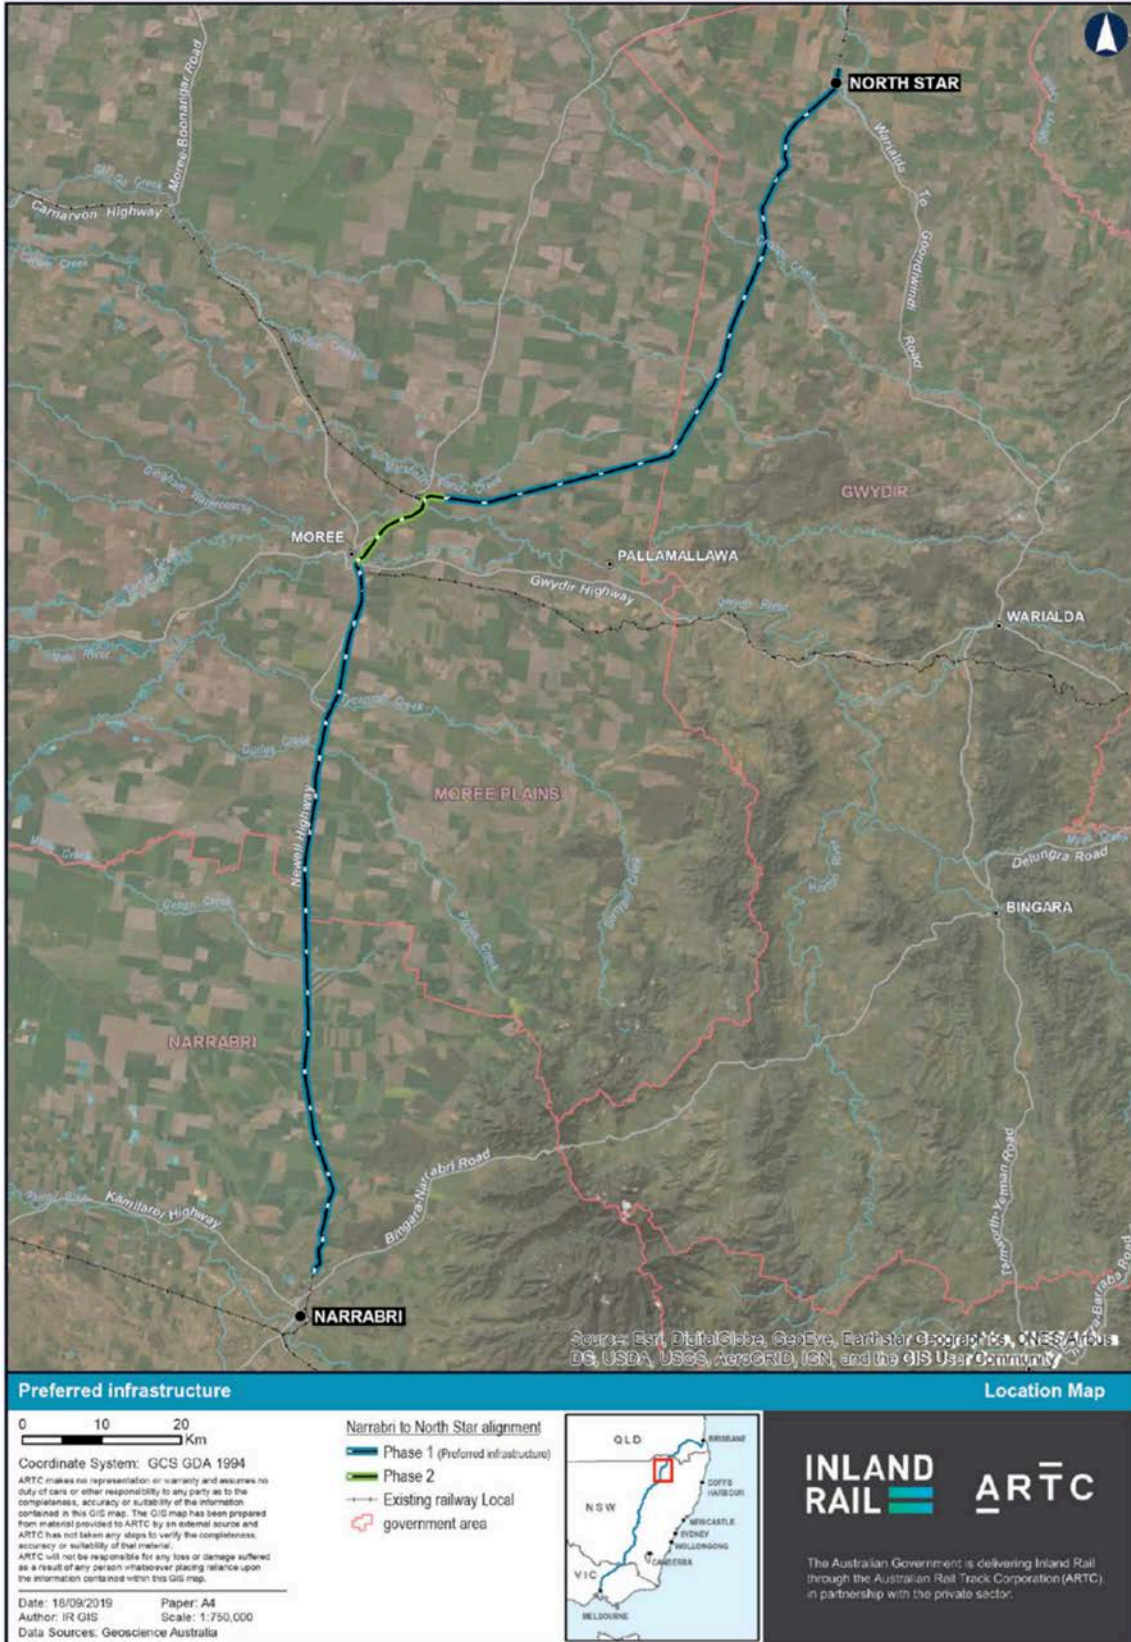 NORTH STAR
Moree-Boonangar Road
Warialda To Goondiwindi Road
Carnarvon Highway
Croppa Creek
GWYDIR
MOREE
PALLAMALLAWA
Gwydir Highway
Gwydir River
WARIALDA
Mehi River
Tycannah Creek
Gurley Creek
MOREE PLAINS
Newell Highway
Delungra Road
BINGARA
NARRABRI
Bingara-Narrabri Road
Kamilaroi Highway
Tamworth-Yetman Road
NARRABRI
Source: Esri, DigitalGlobe, GeoEye, Earthstar Geographics, CNES/Airbus
DS, USDA, USGS, AeroGRID, IGN, and the GIS User Community
Preferred infrastructure
Location Map
0 10 20
Km
Coordinate System: GCS GDA 1994
ARTC makes no representation or warranty and assumes no
duty of care or other responsibility to any party as to the
completeness, accuracy or suitability of the information
contained in this GIS map. The GIS map has been prepared
from material provided to ARTC by an external source and
ARTC has not taken any steps to verify the completeness,
accuracy or suitability of that material.
ARTC will not be responsible for any loss or damage suffered
as a result of any person whatsoever placing reliance upon
the information contained within this GIS map.
Date: 18/09/2019 Paper: A4
Author: IR GIS Scale: 1:750,000
Data Sources: Geoscience Australia
Narrabri to North Star alignment
Phase 1 (Preferred infrastructure)
Phase 2
Existing railway Local
government area
QLD
BRISBANE
COFFS
HARBOUR
NSW
NEWCASTLE
SYDNEY
WOLLONGONG
CANBERRA
VIC
MELBOURNE
INLAND
RAIL
ARTC
The Australian Government is delivering Inland Rail
through the Australian Rail Track Corporation (ARTC),
in partnership with the private sector.